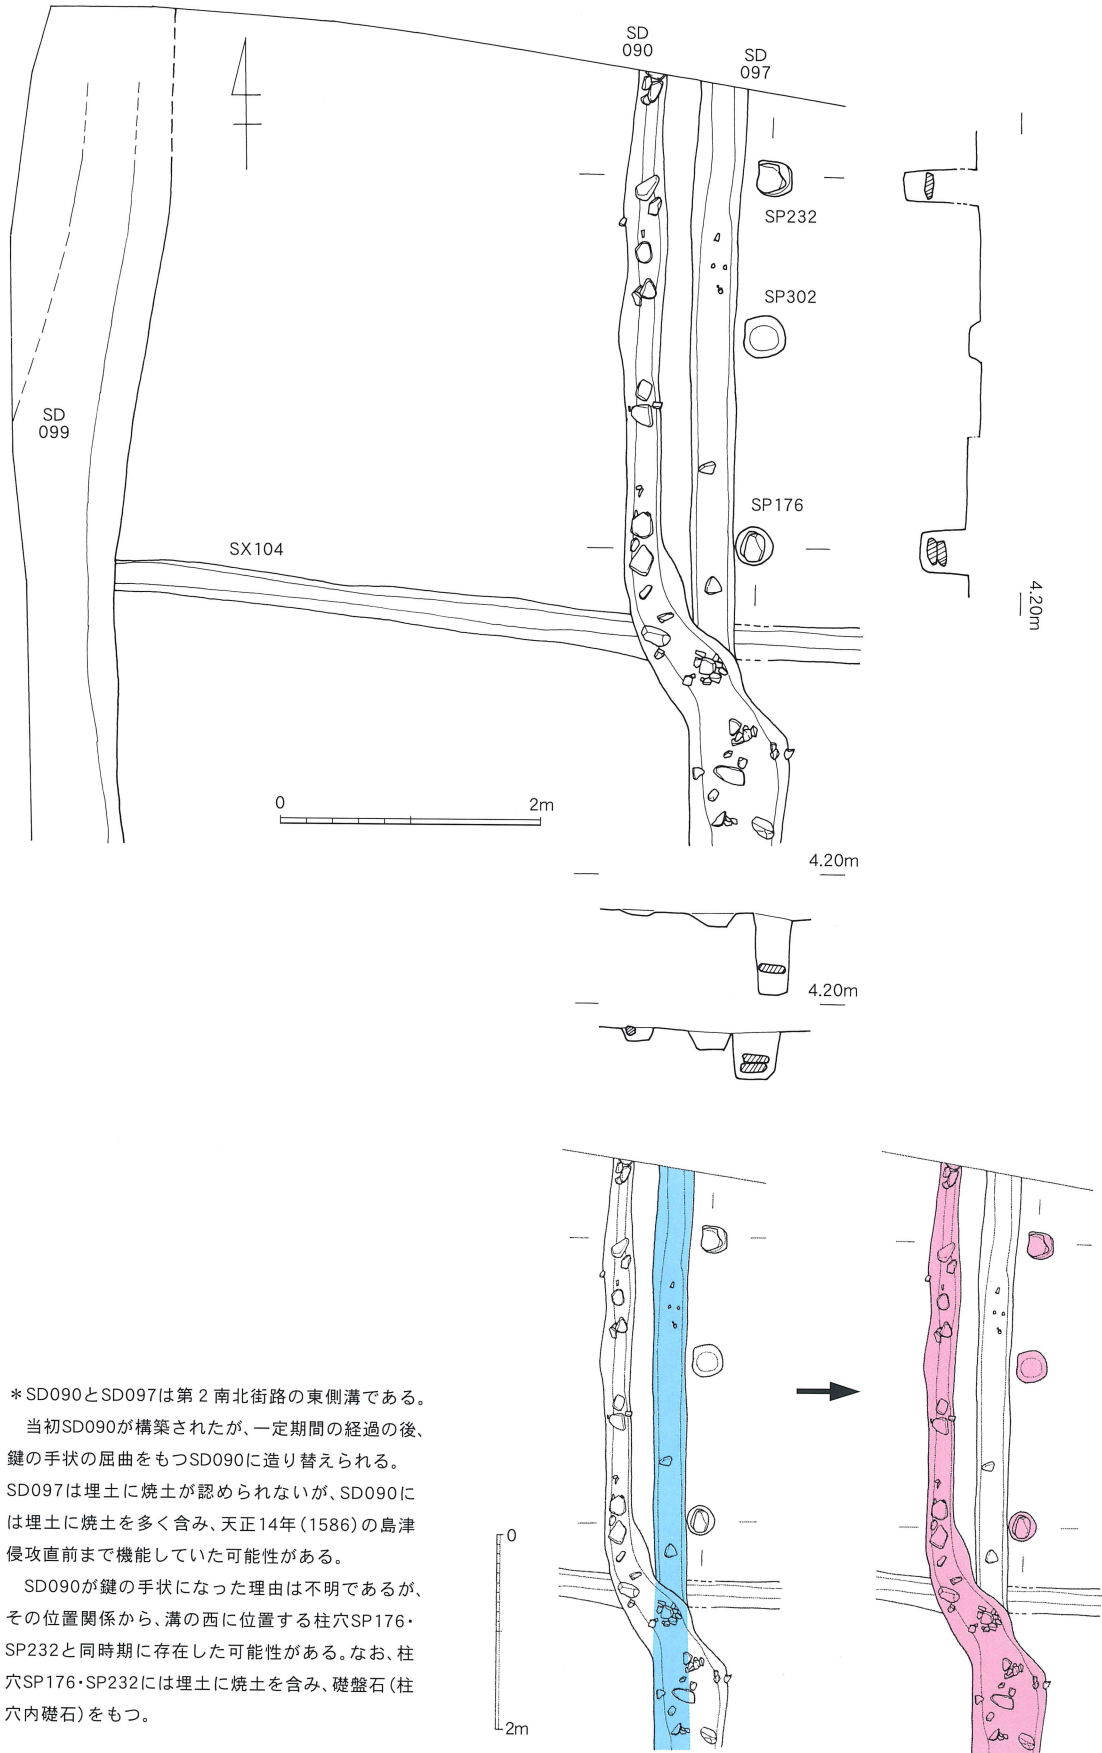 SD
090
SD
097
SP232
SP302
SD
099
SP176
SX104
4.20m
0 2m
4.20m
4.20m
＊SD090とSD097は第2南北街路の東側溝である。
当初SD090が構築されたが、一定期間の経過の後、
鍵の手状の屈曲をもつSD090に造り替えられる。
SD097は埋土に焼土が認められないが、SD090に
は埋土に焼土を多く含み、天正14年(1586)の島津
侵攻直前まで機能していた可能性がある。
SD090が鍵の手状になった理由は不明であるが、
その位置関係から、溝の西に位置する柱穴SP176・
SP232と同時期に存在した可能性がある。なお、柱
穴SP176・SP232には埋土に焼土を含み、礎盤石(柱
穴内礎石)をもつ。
0
2m